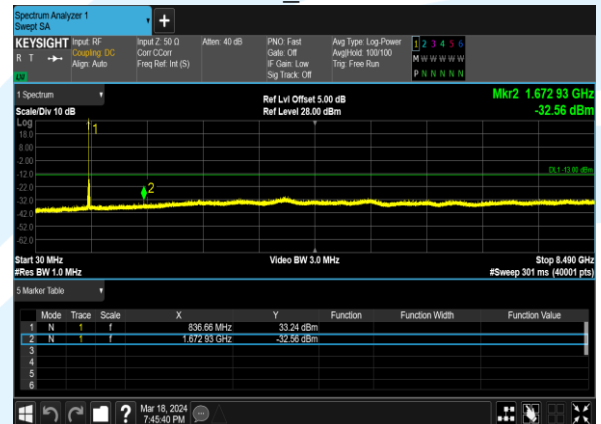 Spectrum Analyzer 1
Swept SA
KEYSIGHT Input: RF Input Z: 50 Ω Atten: 40 dB PNO: Fast Avg Type: Log-Power 1 2 3 4 5 6
R T Coupling: DC Corr CCorr Gate: Off Avg|Hold: 100/100 M W W W W W
Align: Auto Freq Ref: Int (S) IF Gain: Low Trig: Free Run
Sig Track: Off P N N N N N
1 Spectrum Ref Lvl Offset 5.00 dB Mkr2 1.672 93 GHz
Scale/Div 10 dB Ref Level 28.00 dBm -32.56 dBm
Log
18.0 1
8.00
-2.00
-12.0 DL1 -13.00 dBm
-22.0 2
-32.0
-42.0
-52.0
-62.0
Start 30 MHz Video BW 3.0 MHz Stop 8.490 GHz
#Res BW 1.0 MHz #Sweep 301 ms (40001 pts)
5 Marker Table
Mode Trace Scale X Y Function Function Width Function Value
1 N 1 f 836.66 MHz 33.24 dBm
2 N 1 f 1.672 93 GHz -32.56 dBm
3
4
5
6
? Mar 18, 2024
7:45:40 PM